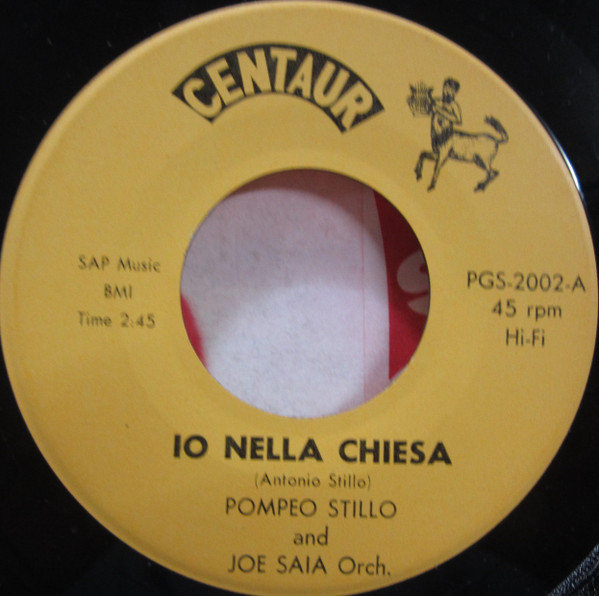 CENTAUR
SAP Music
BMI
Time 2:45
PGS-2002-A
45 rpm
Hi-Fi
IO NELLA CHIESA
(Antonio Stillo)
POMPEO STILLO
and
JOE SAIA Orch.